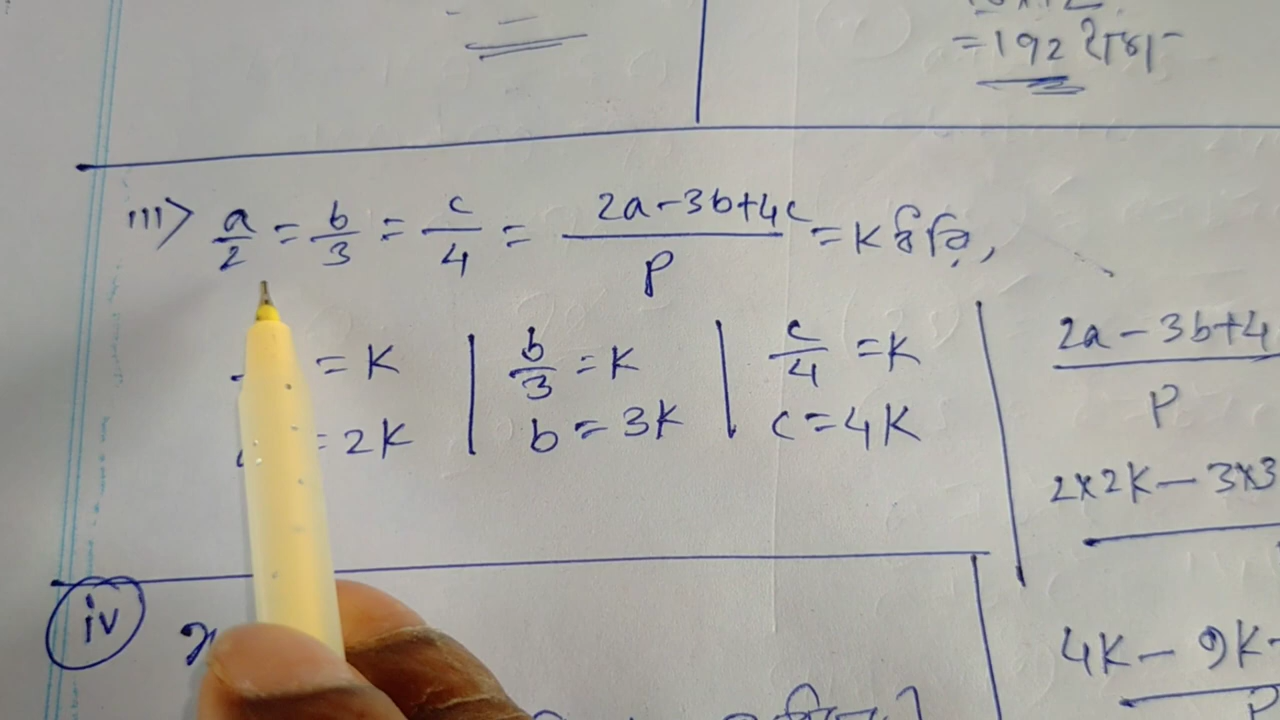 = 192 টাকা
iii> a/2 = b/3 = c/4 = 2a-3b+4c/P = K ধরি,
= K | b/3 = K | c/4 = K
= 2K | b = 3K | c = 4K
2a - 3b+4
P
2×2K - 3×3
4K - 9K-
P
iv